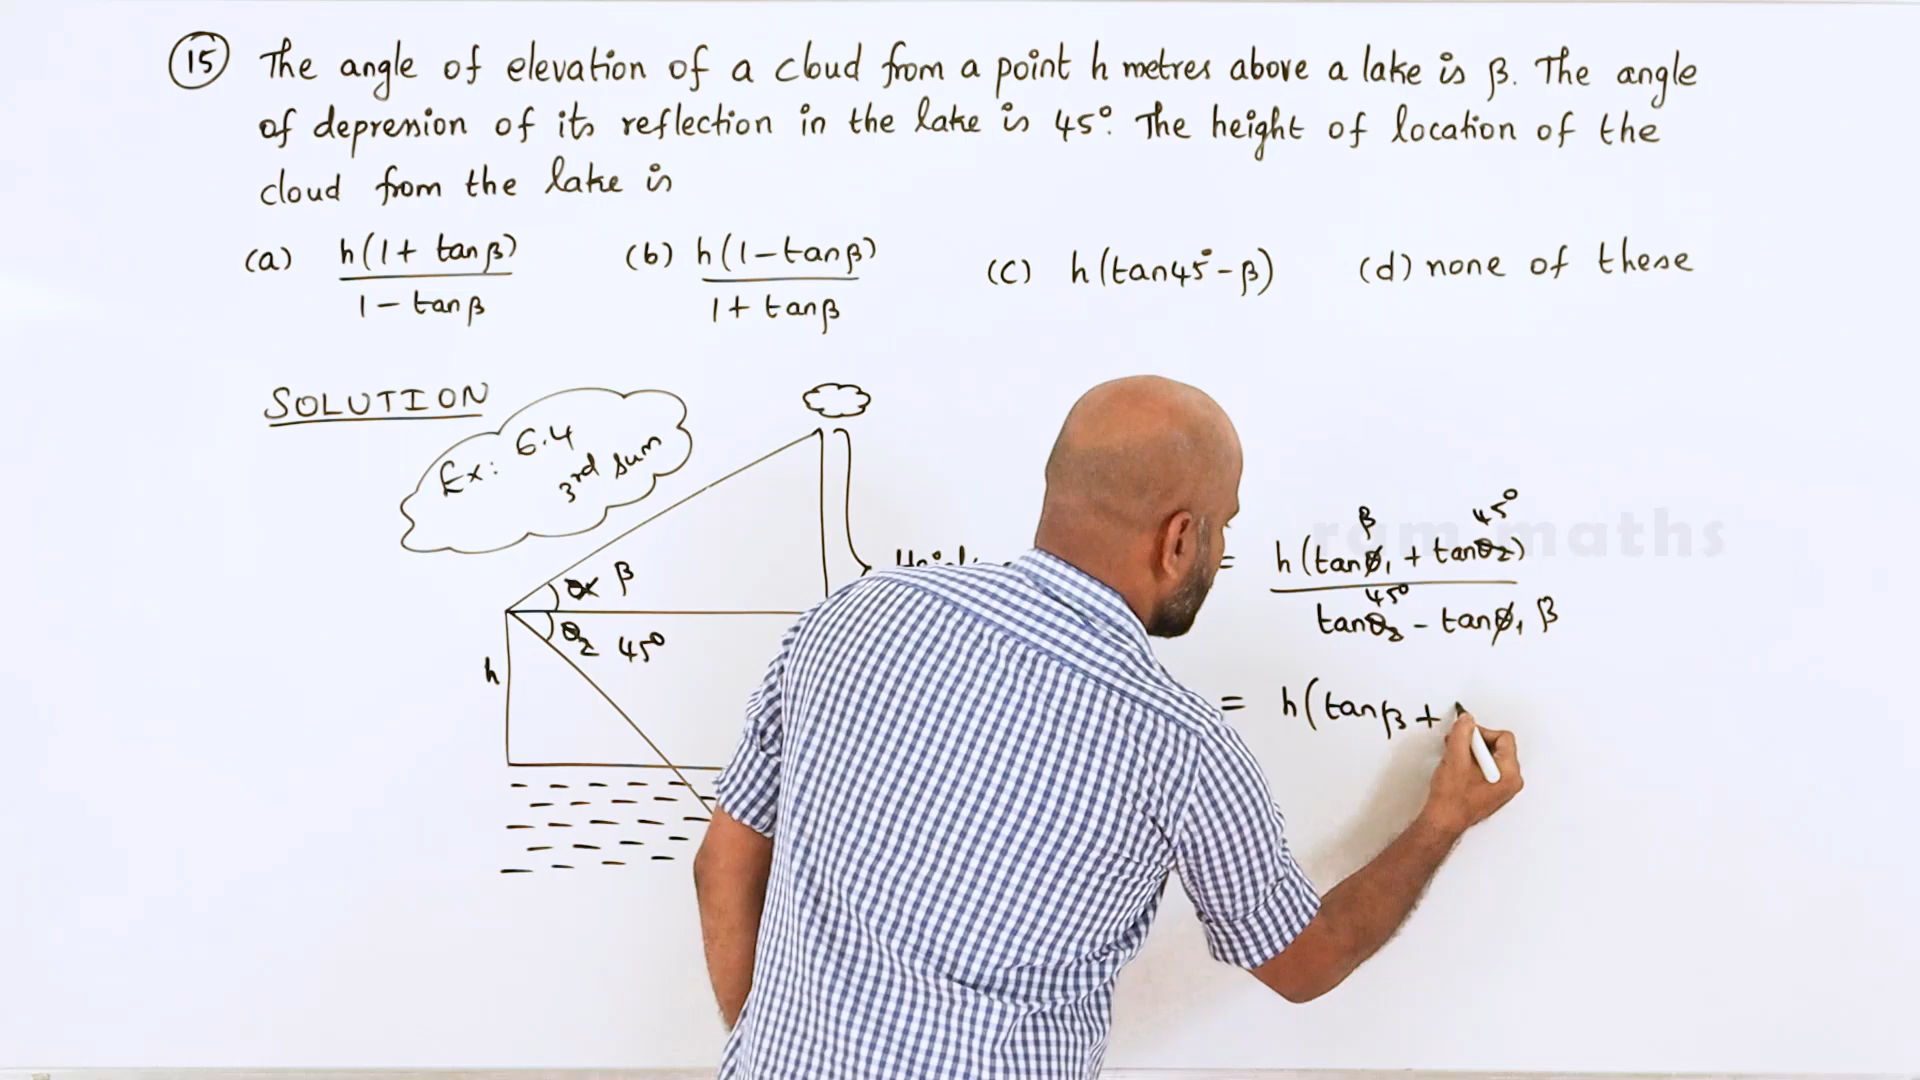 15 The angle of elevation of a cloud from a point h metres above a lake is β. The angle
of depression of its reflection in the lake is 45°. The height of location of the
cloud from the lake is
(a) h(1+ tanβ) / 1 - tanβ (b) h(1-tanβ) / 1+ tanβ (c) h(tan45°-β) (d) none of these
SOLUTION
Ex: 6.4
3rd sum
β
θ2 45°
h
β 45°
= h(tanθ1 + tanθ2)
45°
tanθ2 - tanθ1 β
= h(tanβ +
ram maths